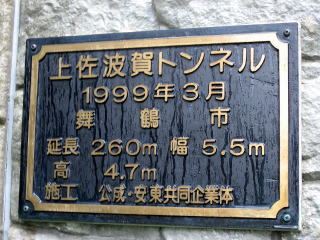 上佐波賀トンネル
1999年3月
舞鶴市
延長 260m 幅 5.5m
高 4.7m
施工 公成・安東共同企業体